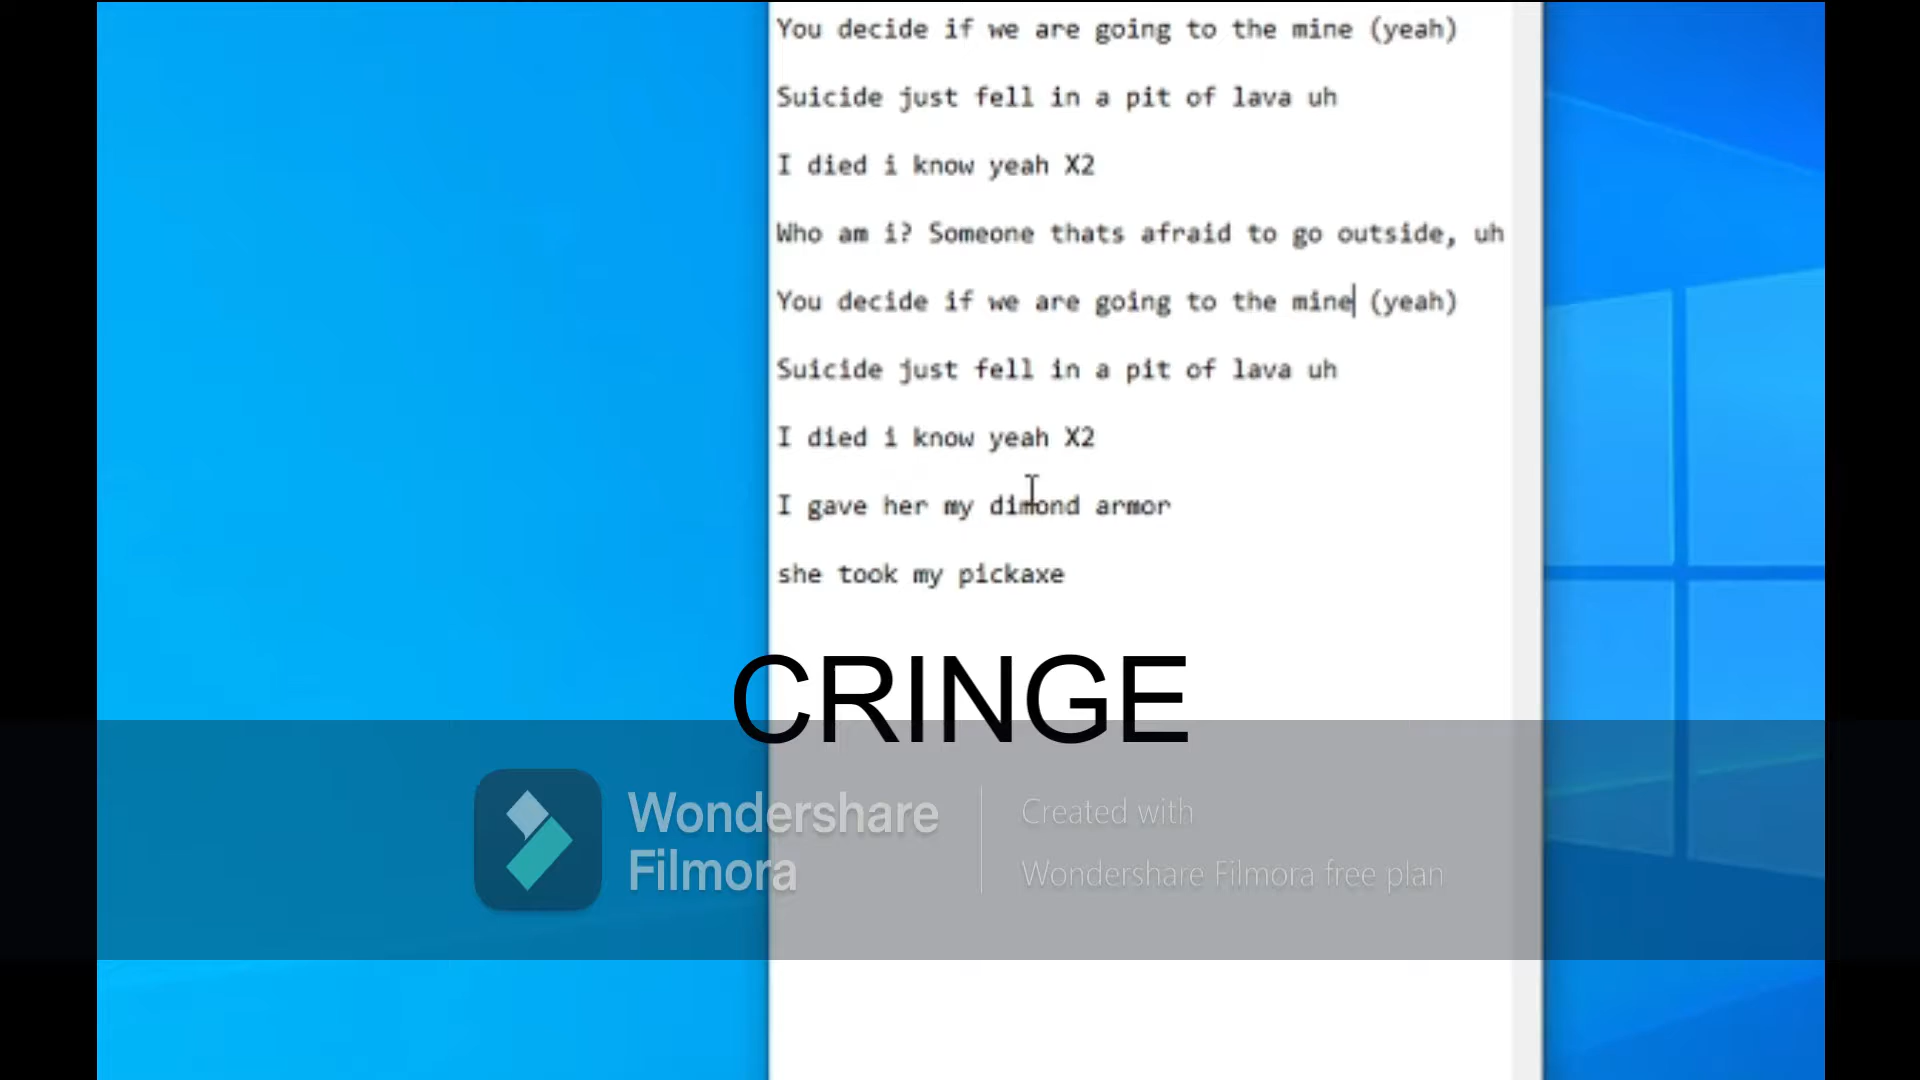 You decide if we are going to the mine (yeah)
Suicide just fell in a pit of lava uh
I died i know yeah X2
Who am i? Someone thats afraid to go outside, uh
You decide if we are going to the mine (yeah)
Suicide just fell in a pit of lava uh
I died i know yeah X2
I gave her my dimond armor
she took my pickaxe
CRINGE
Wondershare
Filmora
Created with
Wondershare Filmora free plan